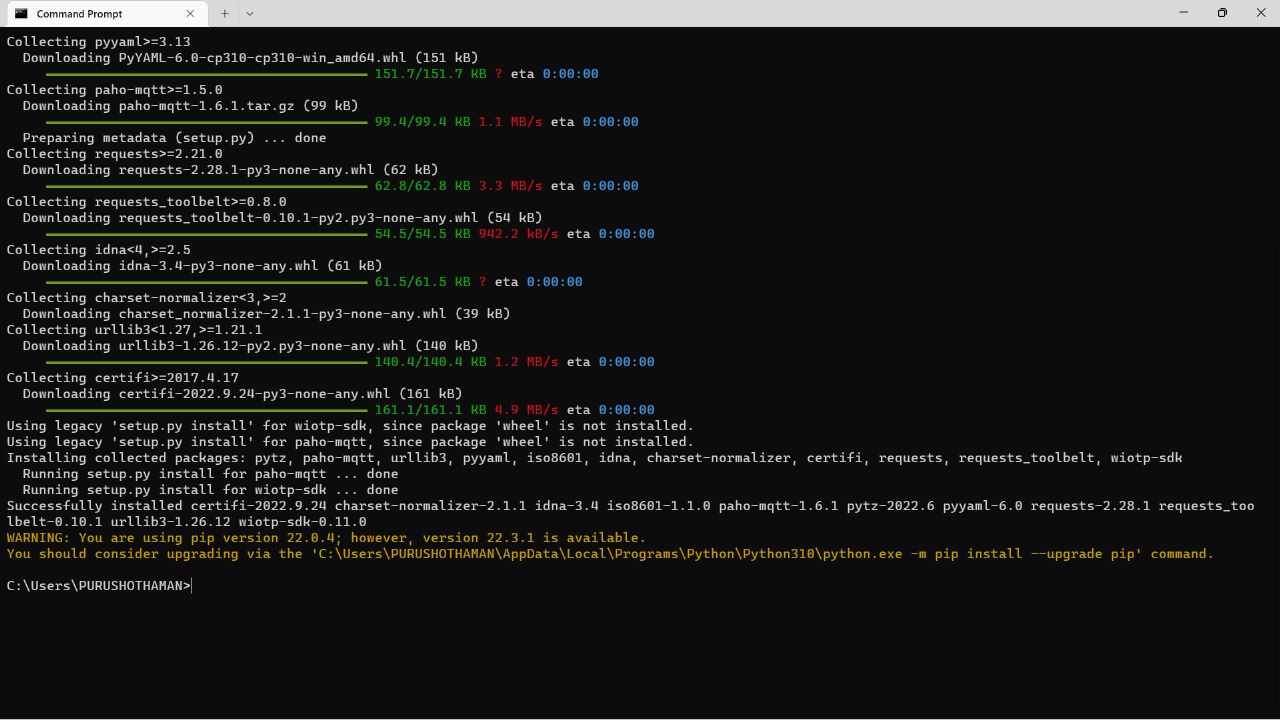 Command Prompt
Collecting pyyaml>=3.13
Downloading PyYAML-6.0-cp310-cp310-win_amd64.whl (151 kB)
151.7/151.7 KB ? eta 0:00:00
Collecting paho-mqtt>=1.5.0
Downloading paho-mqtt-1.6.1.tar.gz (99 kB)
99.4/99.4 KB 1.1 MB/s eta 0:00:00
Preparing metadata (setup.py) ... done
Collecting requests>=2.21.0
Downloading requests-2.28.1-py3-none-any.whl (62 kB)
62.8/62.8 KB 3.3 MB/s eta 0:00:00
Collecting requests_toolbelt>=0.8.0
Downloading requests_toolbelt-0.10.1-py2.py3-none-any.whl (54 kB)
54.5/54.5 KB 942.2 kB/s eta 0:00:00
Collecting idna<4,>=2.5
Downloading idna-3.4-py3-none-any.whl (61 kB)
61.5/61.5 KB ? eta 0:00:00
Collecting charset-normalizer<3,>=2
Downloading charset_normalizer-2.1.1-py3-none-any.whl (39 kB)
Collecting urllib3<1.27,>=1.21.1
Downloading urllib3-1.26.12-py2.py3-none-any.whl (140 kB)
140.4/140.4 KB 1.2 MB/s eta 0:00:00
Collecting certifi>=2017.4.17
Downloading certifi-2022.9.24-py3-none-any.whl (161 kB)
161.1/161.1 KB 4.9 MB/s eta 0:00:00
Using legacy 'setup.py install' for wiotp-sdk, since package 'wheel' is not installed.
Using legacy 'setup.py install' for paho-mqtt, since package 'wheel' is not installed.
Installing collected packages: pytz, paho-mqtt, urllib3, pyyaml, iso8601, idna, charset-normalizer, certifi, requests, requests_toolbelt, wiotp-sdk
Running setup.py install for paho-mqtt ... done
Running setup.py install for wiotp-sdk ... done
Successfully installed certifi-2022.9.24 charset-normalizer-2.1.1 idna-3.4 iso8601-1.1.0 paho-mqtt-1.6.1 pytz-2022.6 pyyaml-6.0 requests-2.28.1 requests_too
lbelt-0.10.1 urllib3-1.26.12 wiotp-sdk-0.11.0
WARNING: You are using pip version 22.0.4; however, version 22.3.1 is available.
You should consider upgrading via the 'C:\Users\PURUSHOTHAMAN\AppData\Local\Programs\Python\Python310\python.exe -m pip install --upgrade pip' command.
C:\Users\PURUSHOTHAMAN>